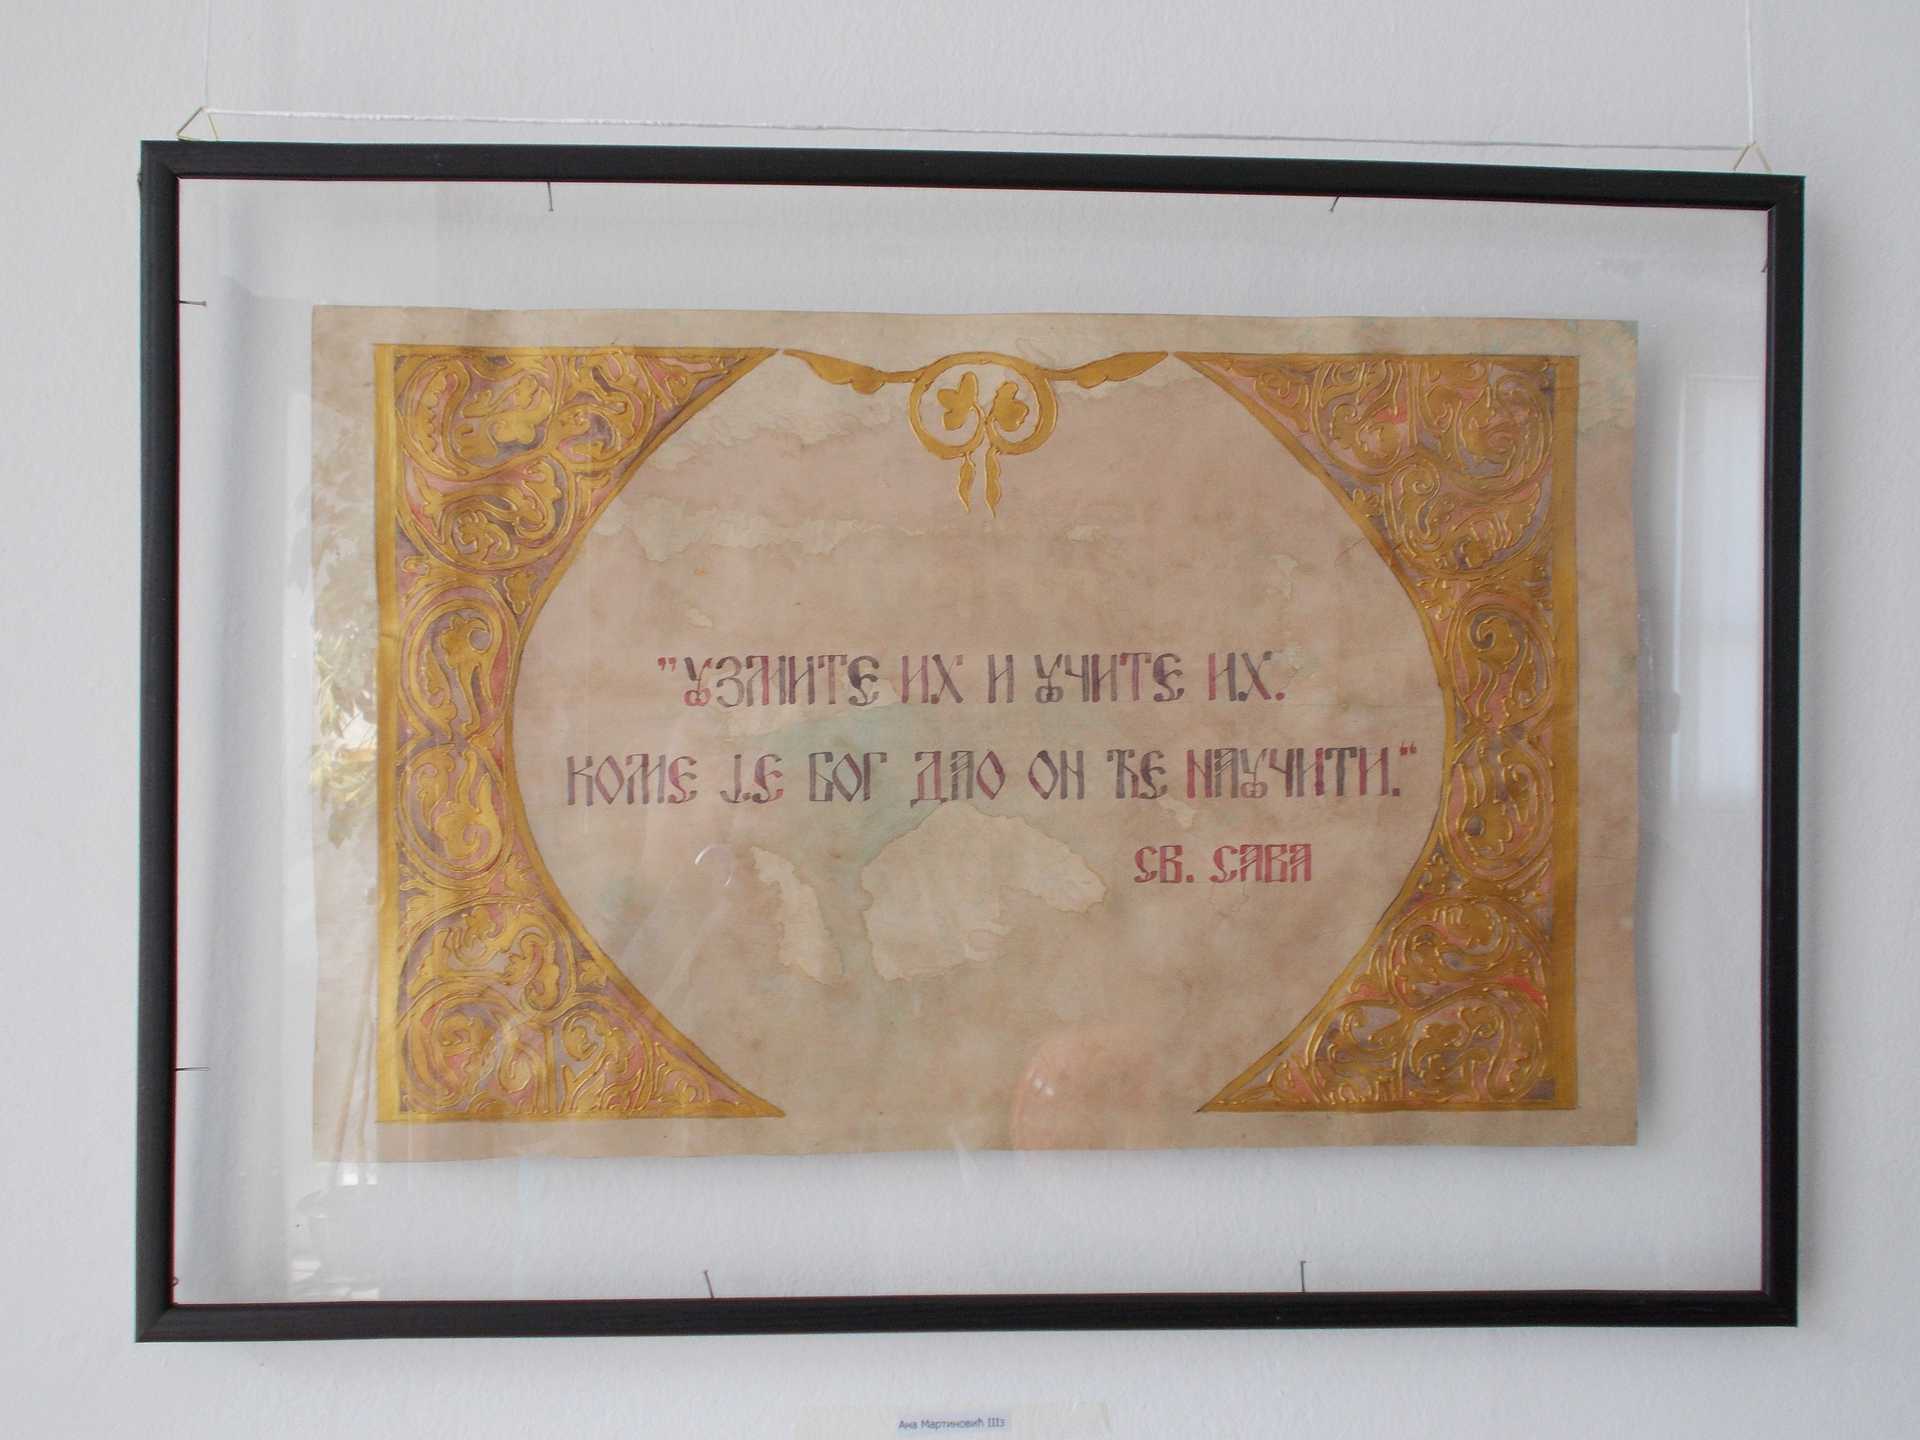 "УЗМИТЕ ИХ И УЧИТЕ ИХ.
КОМЕ ЈЕ БОГ ДАО ОН ЋЕ НАУЧИТИ."
СВ. САВА
Ана Мартиновић III3